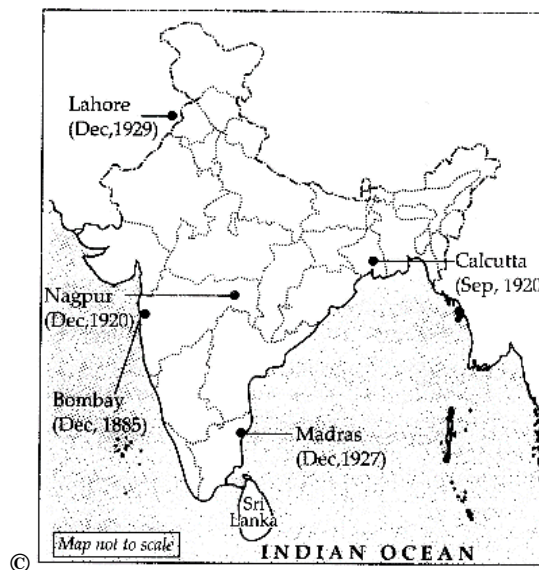 Lahore
(Dec,1929)
Calcutta
(Sep, 1920
Nagpur
(Dec,1920)
Bombay
(Dec, 1885)
Madras
(Dec,1927)
Sri
Lanka
Map not to scale
INDIAN OCEAN
©